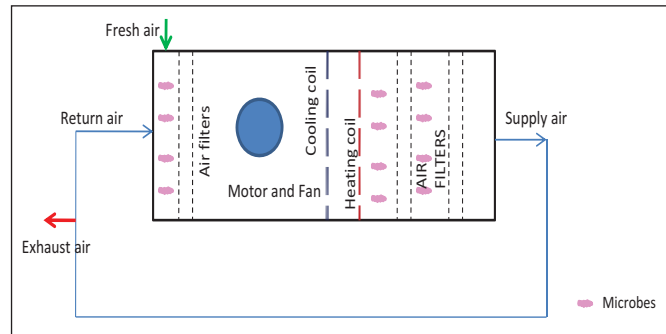 Fresh air
Return air
Air filters
Motor and Fan
Cooling coil
Heating coil
AIR
FILTERS
Supply air
Exhaust air
Microbes